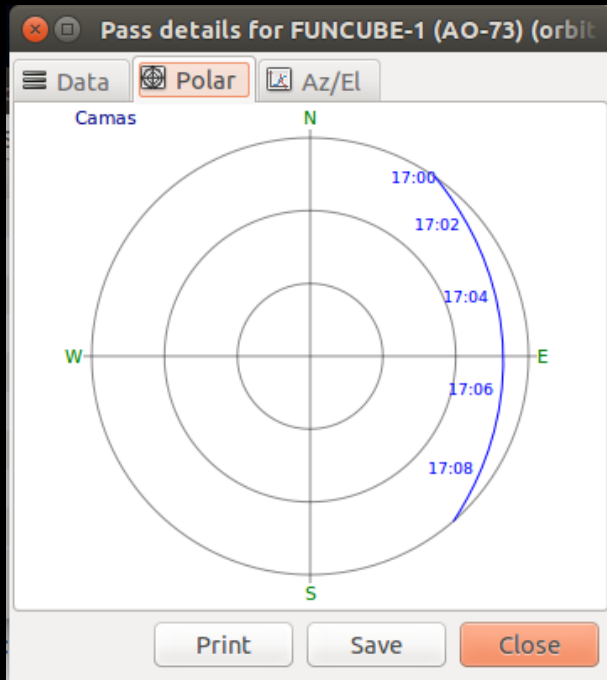 Pass details for FUNCUBE-1 (AO-73) (orbit
Data Polar Az/El
Camas
N
17:00
17:02
17:04
W E
17:06
17:08
S
Print Save Close